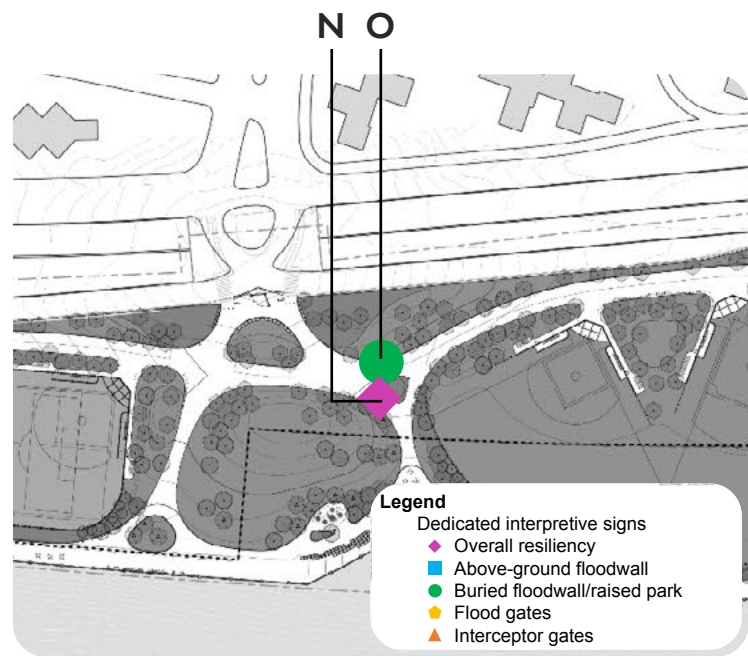 N O
Legend
Dedicated interpretive signs
Overall resiliency
Above-ground floodwall
Buried floodwall/raised park
Flood gates
Interceptor gates